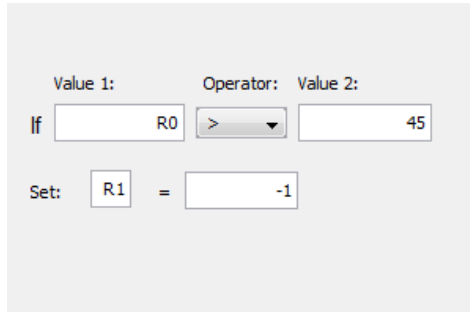 Value 1: Operator: Value 2:
If R0 > 45
Set: R1 = -1